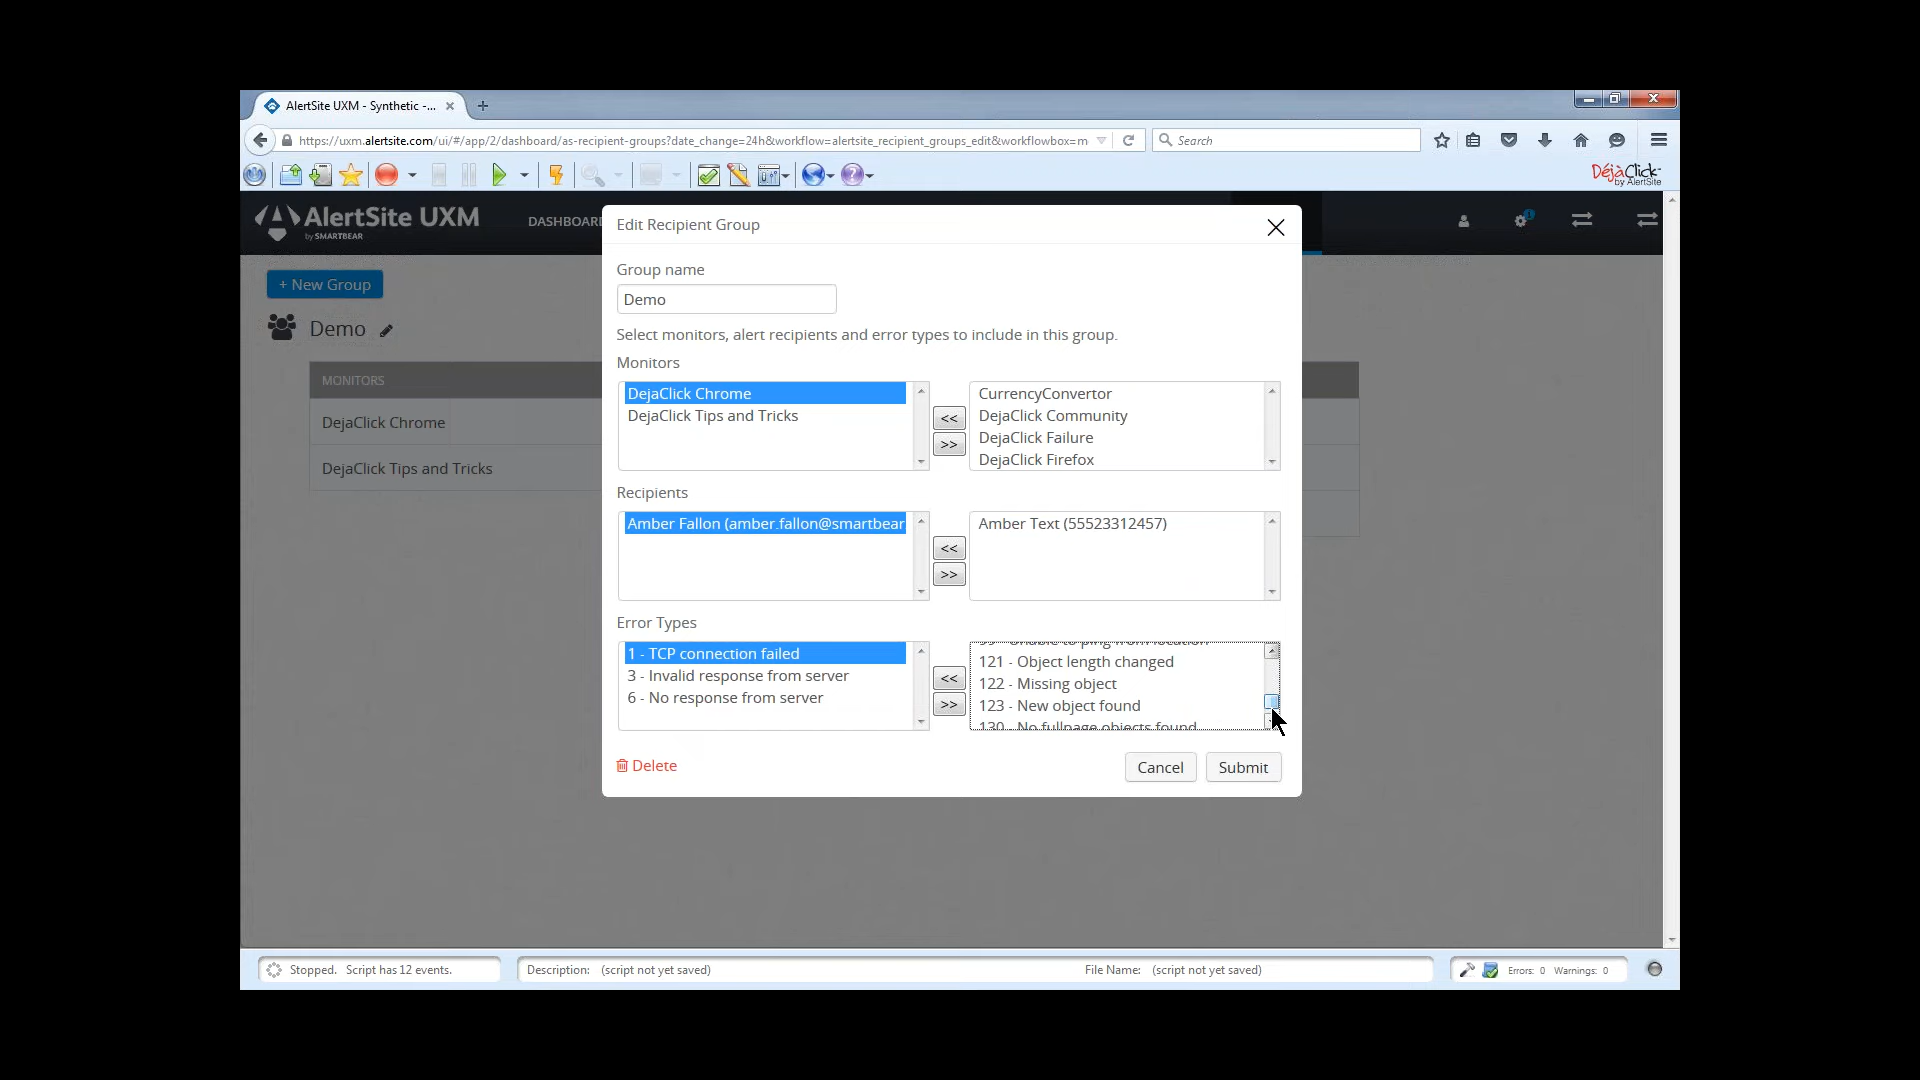 AlertSite UXM - Synthetic -...
https://uxm.alertsite.com/ui/#/app/2/dashboard/as-recipient-groups?date_change=24h&workflow=alertsite_recipient_groups_edit&workflowbox=m
Search
DéjaClick
by AlertSite
AlertSite UXM
by SMARTBEAR
DASHBOARD
Edit Recipient Group
+ New Group
Demo
MONITORS
DejaClick Chrome
DejaClick Tips and Tricks
Group name
Demo
Select monitors, alert recipients and error types to include in this group.
Monitors
DejaClick Chrome
DejaClick Tips and Tricks
<<
>>
CurrencyConvertor
DejaClick Community
DejaClick Failure
DejaClick Firefox
Recipients
Amber Fallon (amber.fallon@smartbear
<<
>>
Amber Text (55523312457)
Error Types
1 - TCP connection failed
3 - Invalid response from server
6 - No response from server
<<
>>
121 - Object length changed
122 - Missing object
123 - New object found
130 - No fullpage objects found
Delete
Cancel
Submit
Stopped. Script has 12 events.
Description: (script not yet saved)
File Name: (script not yet saved)
Errors: 0 Warnings: 0